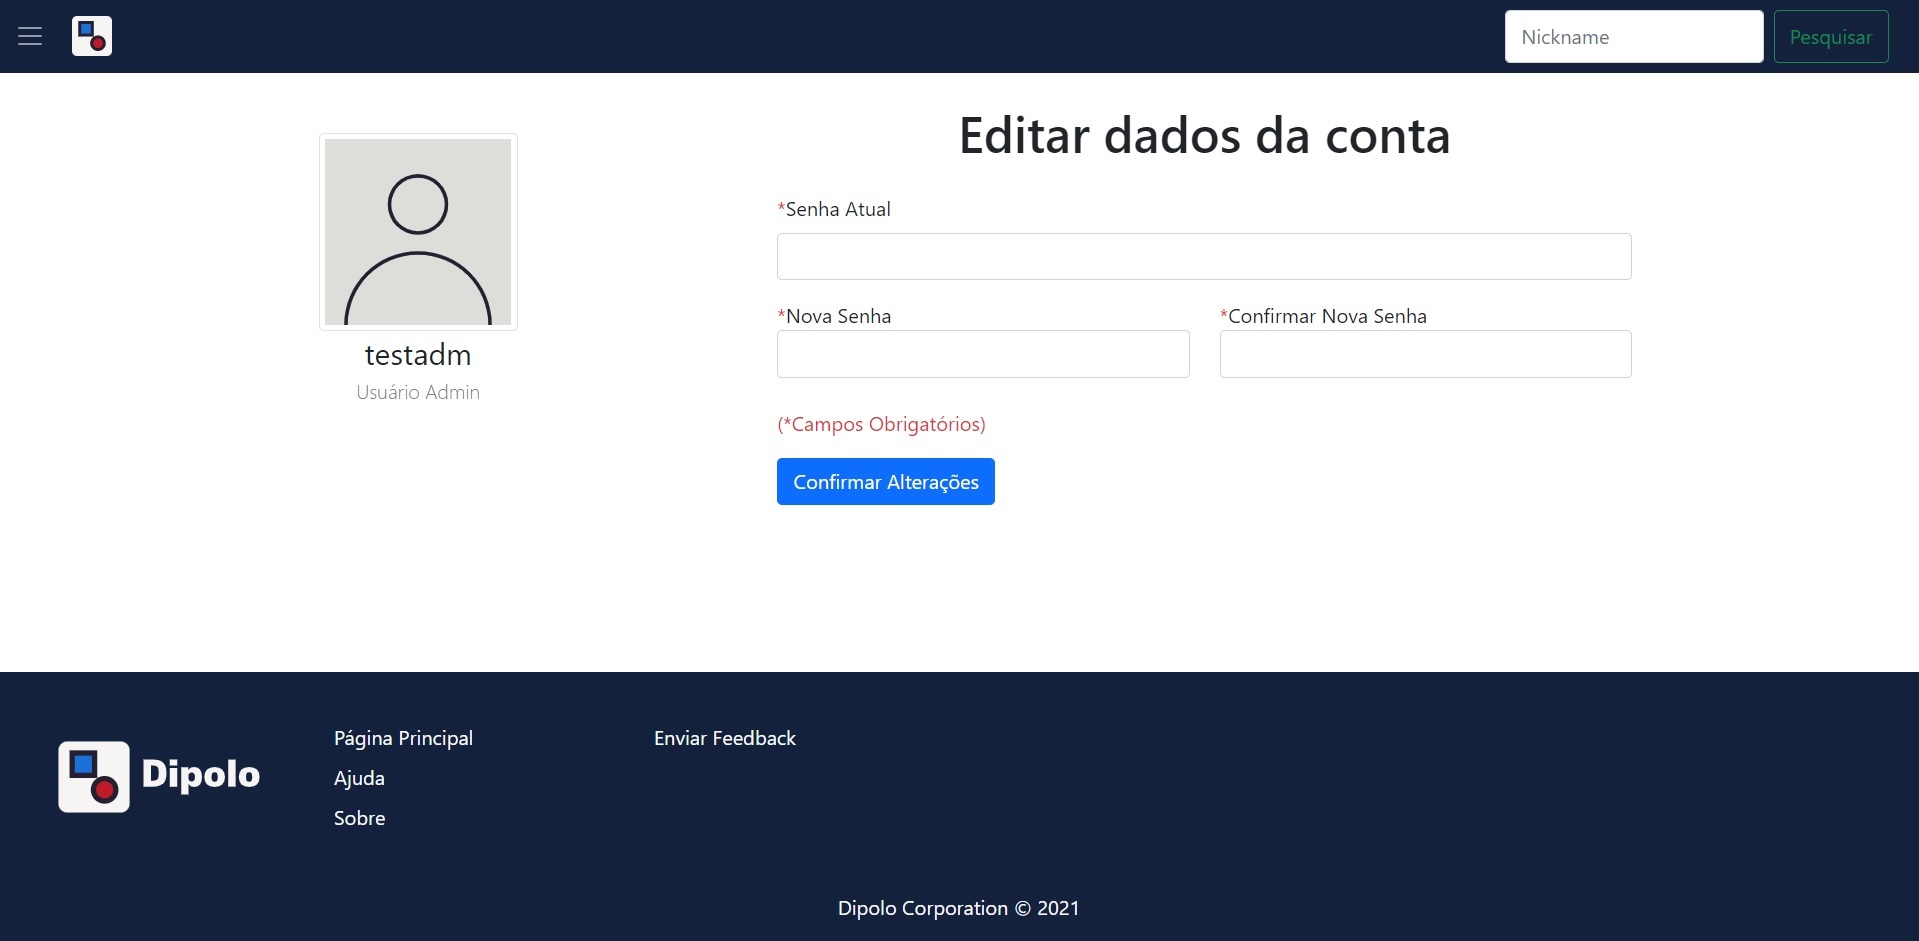 Nickname
Pesquisar
Editar dados da conta
*Senha Atual
*Nova Senha
*Confirmar Nova Senha
testadm
Usuário Admin
(*Campos Obrigatórios)
Confirmar Alterações
Dipolo
Página Principal
Ajuda
Sobre
Enviar Feedback
Dipolo Corporation © 2021